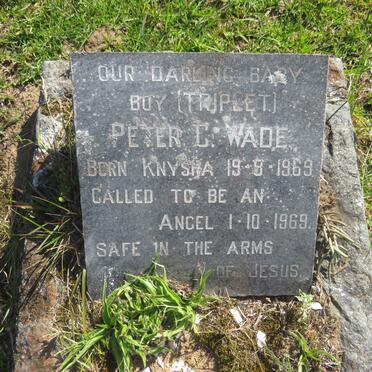 OUR DARLING BABY
BOY (TRIPLET)
PETER C. WADE
BORN KNYSNA 19-9-1969
CALLED TO BE AN
ANGEL 1-10-1969.
SAFE IN THE ARMS
OF JESUS.